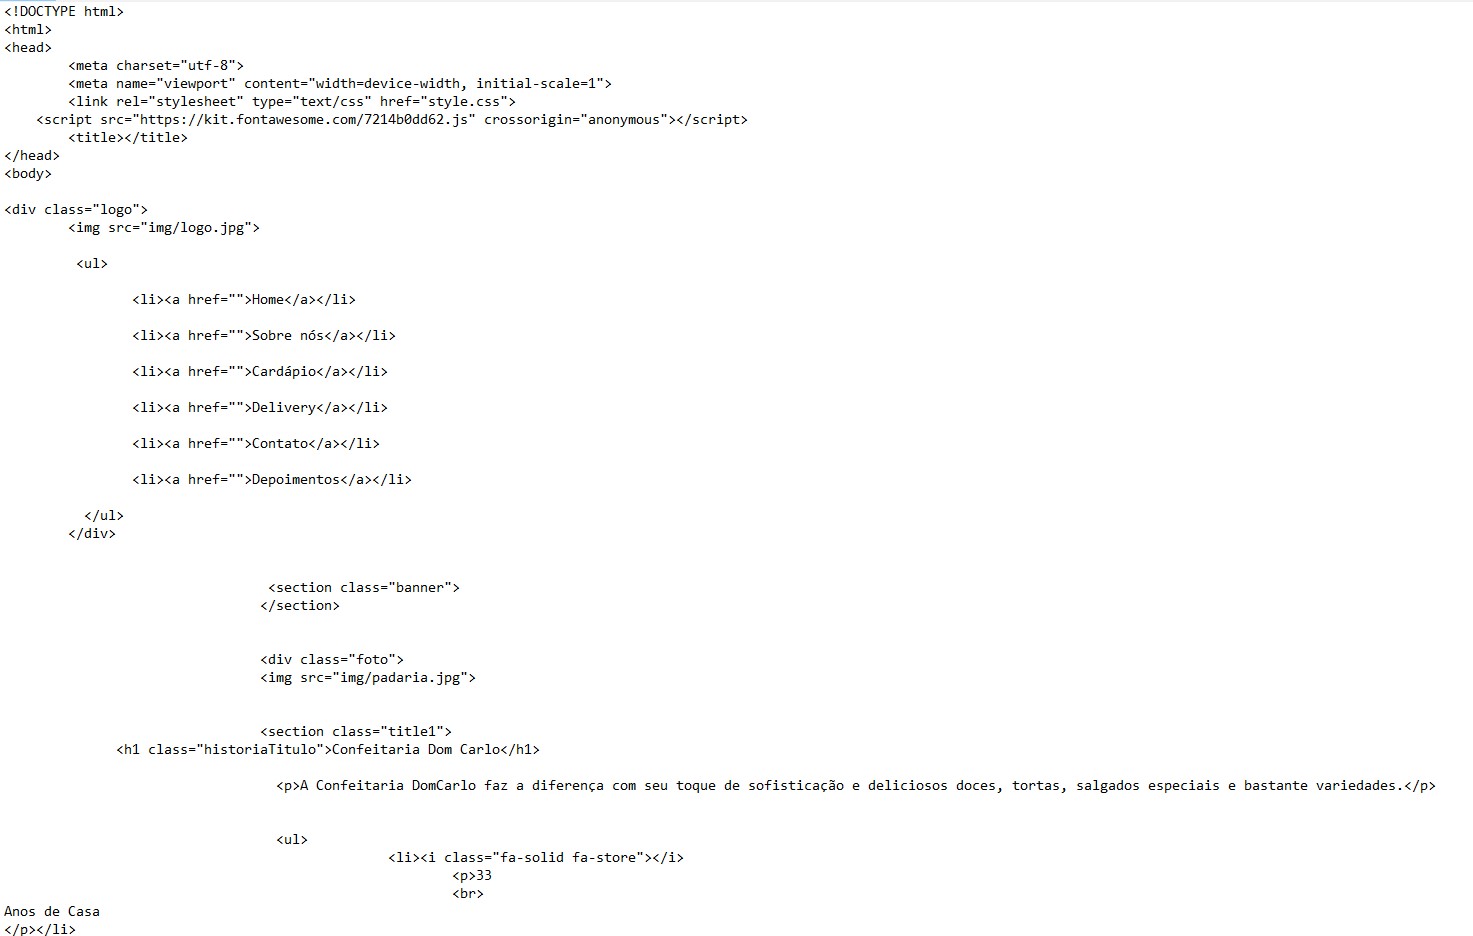 <!DOCTYPE html>
<html>
<head>
<meta charset="utf-8">
<meta name="viewport" content="width=device-width, initial-scale=1">
<link rel="stylesheet" type="text/css" href="style.css">
<script src="https://kit.fontawesome.com/7214b0dd62.js" crossorigin="anonymous"></script>
<title></title>
</head>
<body>
<div class="logo">
<img src="img/logo.jpg">
<ul>
<li><a href="">Home</a></li>
<li><a href="">Sobre nós</a></li>
<li><a href="">Cardápio</a></li>
<li><a href="">Delivery</a></li>
<li><a href="">Contato</a></li>
<li><a href="">Depoimentos</a></li>
</ul>
</div>
<section class="banner">
</section>
<div class="foto">
<img src="img/padaria.jpg">
<section class="title1">
<h1 class="historiaTitulo">Confeitaria Dom Carlo</h1>
<p>A Confeitaria DomCarlo faz a diferença com seu toque de sofisticação e deliciosos doces, tortas, salgados especiais e bastante variedades.</p>
<ul>
<li><i class="fa-solid fa-store"></i>
<p>33
<br>
Anos de Casa
</p></li>